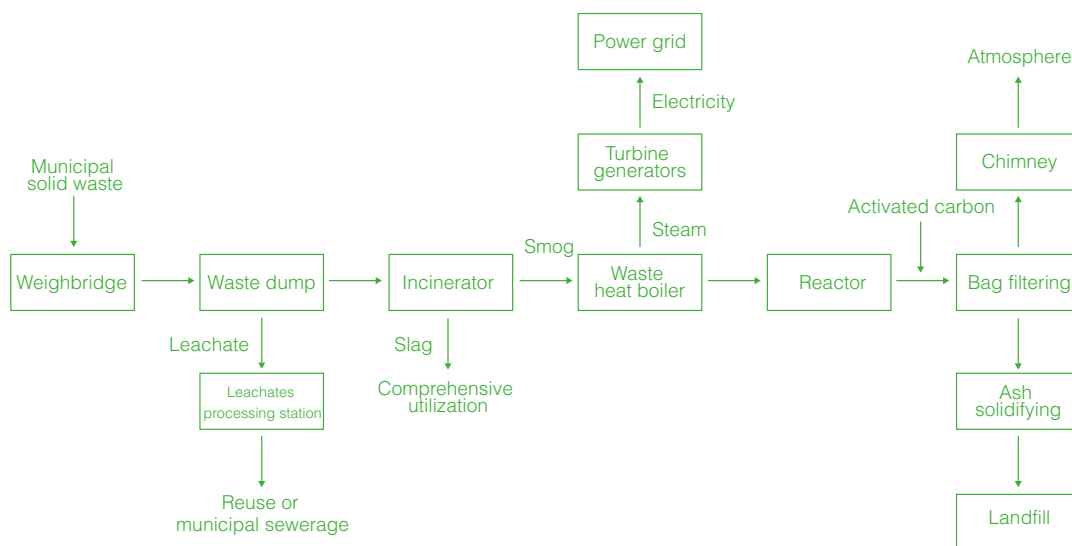 Power grid
Atmosphere
Electricity
Turbine
generators
Chimney
Municipal
solid waste
Activated carbon
Steam
Smog
Weighbridge
Waste dump
Incinerator
Waste
heat boiler
Reactor
Bag filtering
Leachate
Slag
Leachates
processing station
Comprehensive
utilization
Ash
solidifying
Reuse or
municipal sewerage
Landfill